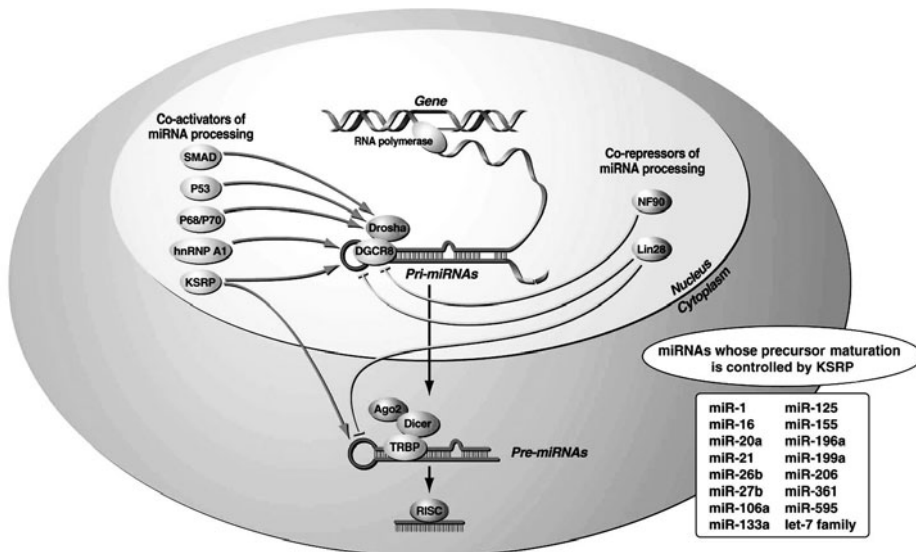 Gene
RNA polymerase
Co-activators of
miRNA processing
SMAD
P53
P68/P70
hnRNP A1
KSRP
Co-repressors of
miRNA processing
NF90
Lin28
Drosha
DGCR8
Pri-miRNAs
Nucleus
Cytoplasm
Ago2
Dicer
TRBP
Pre-miRNAs
RISC
miRNAs whose precursor maturation
is controlled by KSRP
miR-1 miR-125
miR-16 miR-155
miR-20a miR-196a
miR-21 miR-199a
miR-26b miR-206
miR-27b miR-361
miR-106a miR-595
miR-133a let-7 family